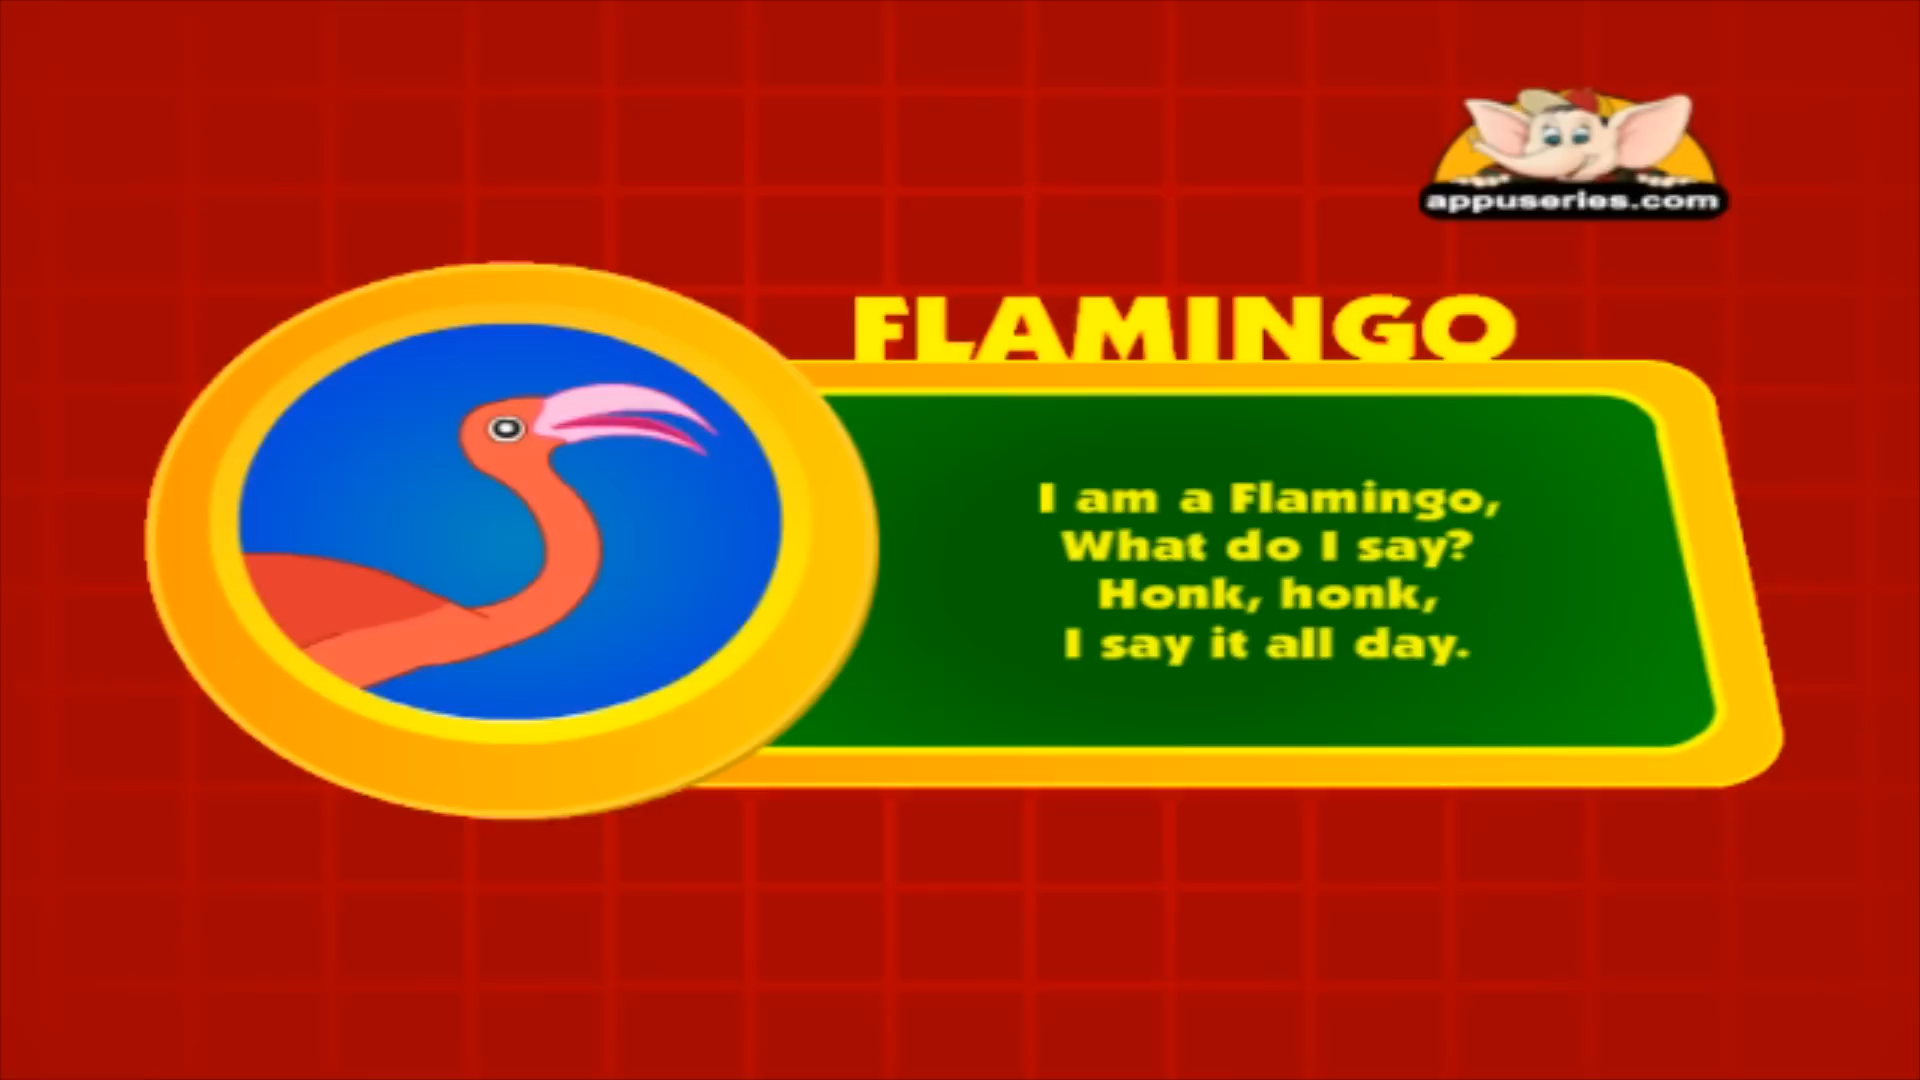 appuseries.com
FLAMINGO
I am a Flamingo,
What do I say?
Honk, honk,
I say it all day.